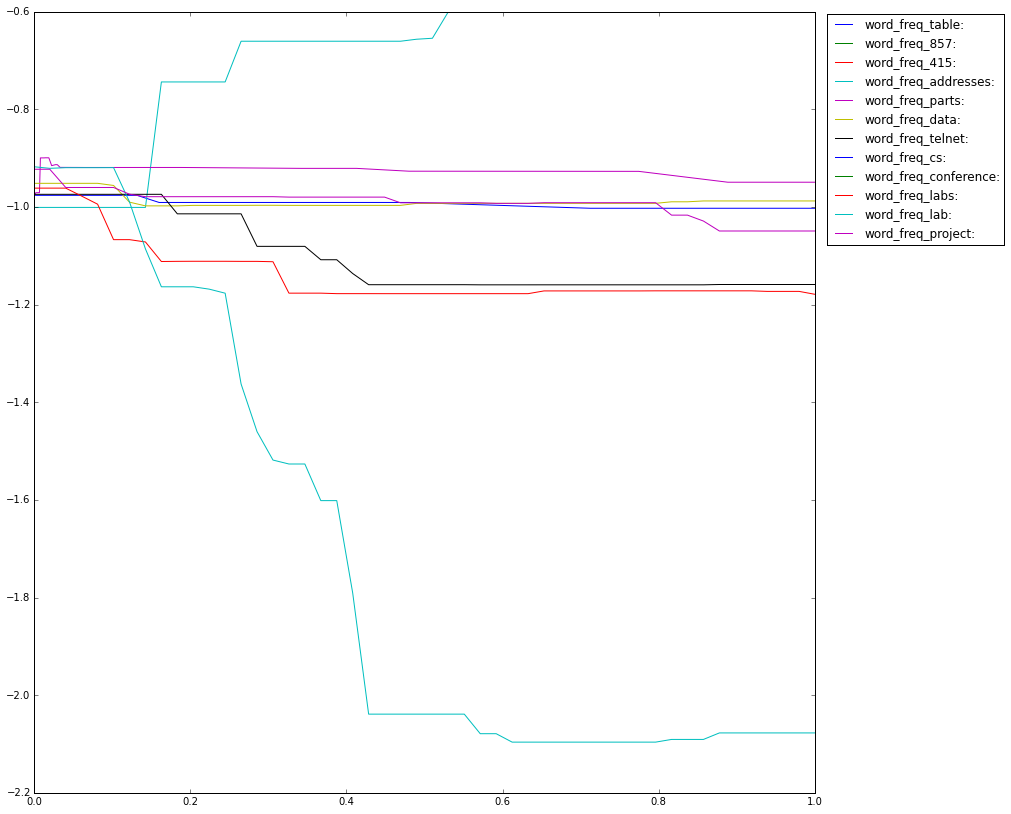 −0.6
−0.8
−1.0
−1.2
−1.4
−1.6
−1.8
−2.0
−2.2
0.0 0.2 0.4 0.6 0.8 1.0
word_freq_table:
word_freq_857:
word_freq_415:
word_freq_addresses:
word_freq_parts:
word_freq_data:
word_freq_telnet:
word_freq_cs:
word_freq_conference:
word_freq_labs:
word_freq_lab:
word_freq_project: